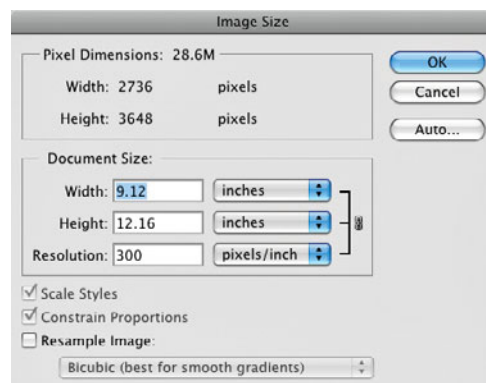 Image Size
Pixel Dimensions: 28.6M
OK
Width: 2736 pixels
Cancel
Height: 3648 pixels
Auto...
Document Size:
Width: 9.12 inches
Height: 12.16 inches
Resolution: 300 pixels/inch
Scale Styles
Constrain Proportions
Resample Image:
Bicubic (best for smooth gradients)